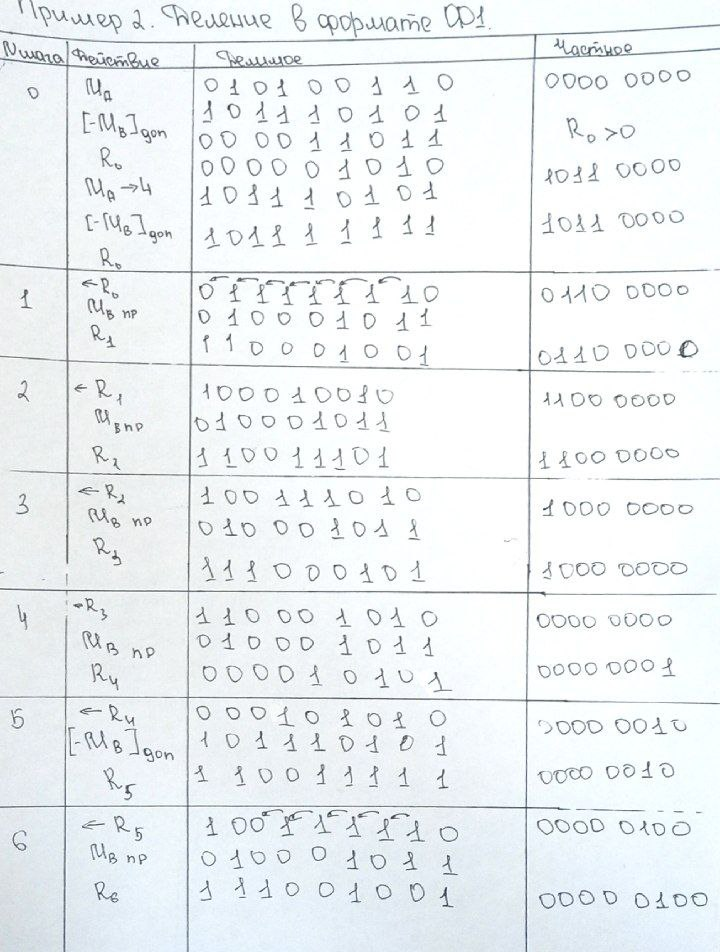 Пример 2. Деление в формате СФ1.
N шага Действие Делимое Частное
0 Mд 0 1 0 1 0 0 1 1 0 0000 0000
[-MВ]доп 1 0 1 1 1 0 1 0 1
R₀ 0 0 0 0 1 1 0 1 1 R₀>0
Mд→4 0 0 0 0 0 1 0 1 0 1011 0000
[-MВ]доп 1 0 1 1 1 0 1 0 1
R₀ 1 0 1 1 1 1 1 1 1 1011 0000
1 ←R₀ 0 1 1 1 1 1 1 1 0 0110 0000
MВ пр 0 1 0 0 0 1 0 1 1
R₁ 1 1 0 0 0 1 0 0 1 0110 0000
2 ←R₁ 1 0 0 0 1 0 0 1 0 1100 0000
MВ пр 0 1 0 0 0 1 0 1 1
R₂ 1 1 0 0 1 1 1 0 1 1100 0000
3 ←R₂ 1 0 0 1 1 1 0 1 0 1000 0000
MВ пр 0 1 0 0 0 1 0 1 1
R₃ 1 1 1 0 0 0 1 0 1 1000 0000
4 ←R₃ 1 1 0 0 0 1 0 1 0 0000 0000
MВ пр 0 1 0 0 0 1 0 1 1
R₄ 0 0 0 0 1 0 1 0 1 0000 0001
5 ←R₄ 0 0 0 1 0 1 0 1 0 0000 0010
[-MВ]доп 1 0 1 1 1 0 1 0 1
R₅ 1 1 0 0 1 1 1 1 1 0000 0010
6 ←R₅ 1 0 0 1 1 1 1 1 0 0000 0100
MВ пр 0 1 0 0 0 1 0 1 1
R₆ 1 1 1 0 0 1 0 0 1 0000 0100